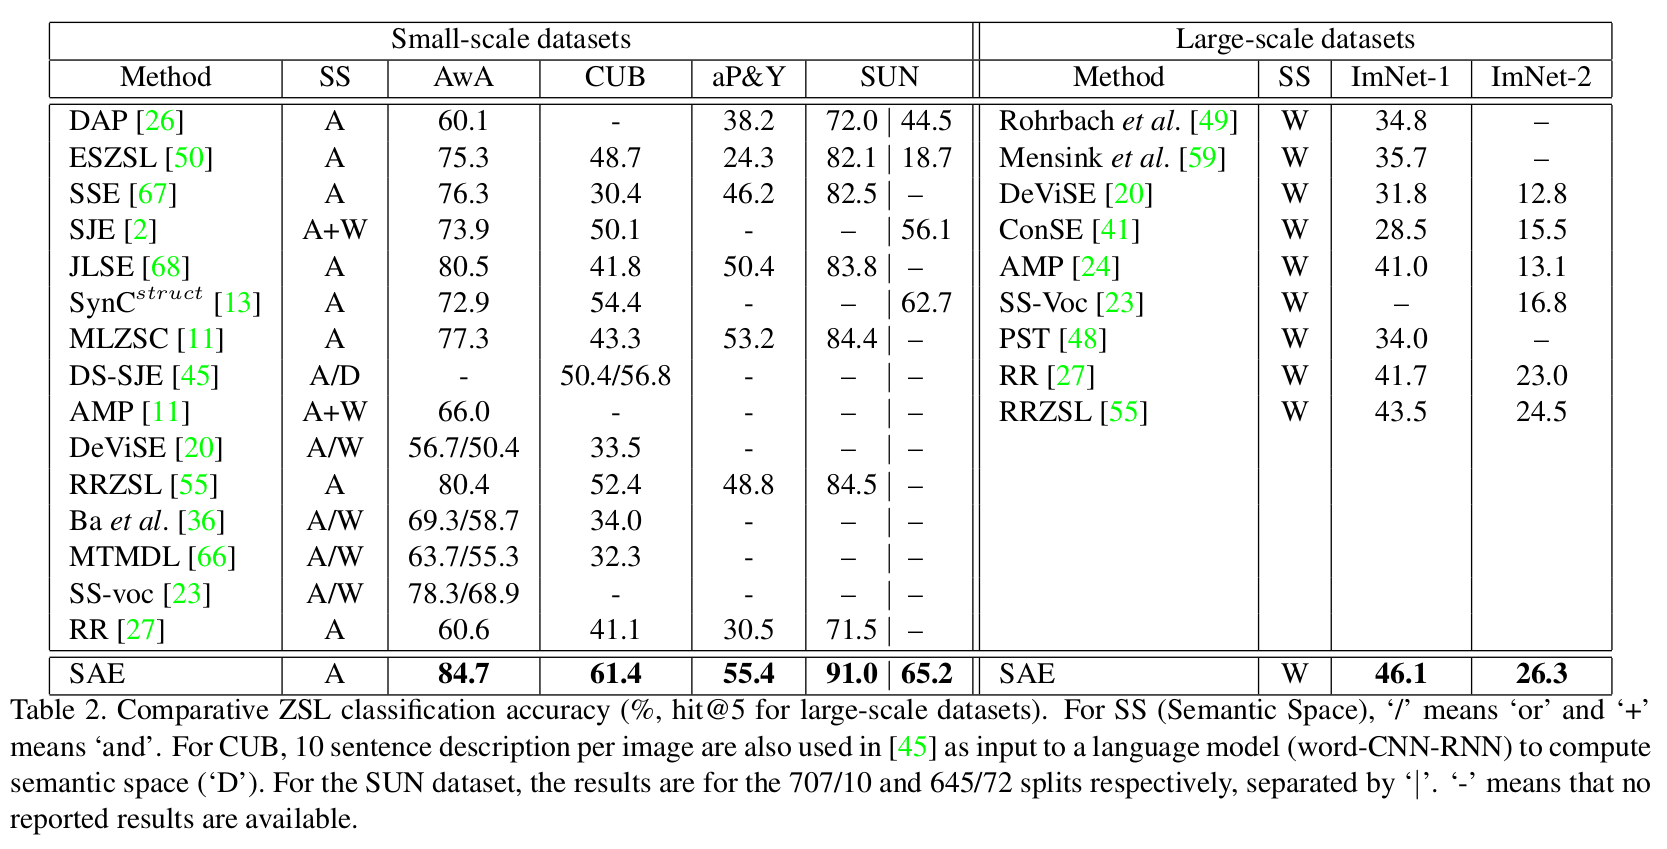 Small-scale datasets Large-scale datasets
Method SS AwA CUB aP&Y SUN Method SS ImNet-1 ImNet-2
DAP [26] A 60.1 - 38.2 72.0 | 44.5 Rohrbach et al. [49] W 34.8 –
ESZSL [50] A 75.3 48.7 24.3 82.1 | 18.7 Mensink et al. [59] W 35.7 –
SSE [67] A 76.3 30.4 46.2 82.5 | – DeViSE [20] W 31.8 12.8
SJE [2] A+W 73.9 50.1 - – | 56.1 ConSE [41] W 28.5 15.5
JLSE [68] A 80.5 41.8 50.4 83.8 | – AMP [24] W 41.0 13.1
SynCstruct [13] A 72.9 54.4 - – | 62.7 SS-Voc [23] W – 16.8
MLZSC [11] A 77.3 43.3 53.2 84.4 | – PST [48] W 34.0 –
DS-SJE [45] A/D - 50.4/56.8 - – | – RR [27] W 41.7 23.0
AMP [11] A+W 66.0 - - – | – RRZSL [55] W 43.5 24.5
DeViSE [20] A/W 56.7/50.4 33.5 - – | –
RRZSL [55] A 80.4 52.4 48.8 84.5 | –
Ba et al. [36] A/W 69.3/58.7 34.0 - – | –
MTMDL [66] A/W 63.7/55.3 32.3 - – | –
SS-voc [23] A/W 78.3/68.9 - - – | –
RR [27] A 60.6 41.1 30.5 71.5 | –
SAE A 84.7 61.4 55.4 91.0 | 65.2 SAE W 46.1 26.3
Table 2. Comparative ZSL classification accuracy (%, hit@5 for large-scale datasets). For SS (Semantic Space), ‘/’ means ‘or’ and ‘+’
means ‘and’. For CUB, 10 sentence description per image are also used in [45] as input to a language model (word-CNN-RNN) to compute
semantic space (‘D’). For the SUN dataset, the results are for the 707/10 and 645/72 splits respectively, separated by ‘|’. ‘-’ means that no
reported results are available.